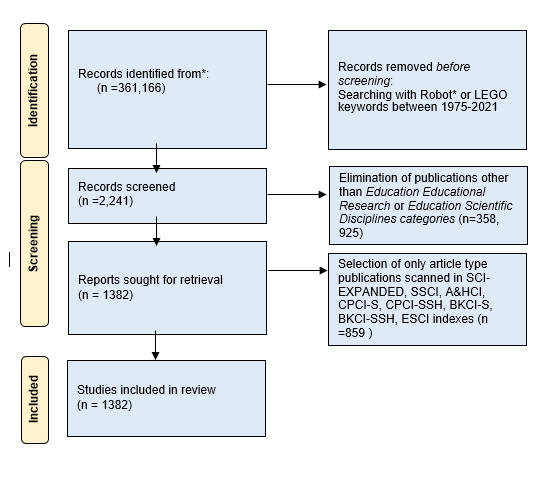 Identification
Records identified from*:
(n =361,166)
Records removed before
screening:
Searching with Robot* or LEGO
keywords between 1975-2021
Screening
Records screened
(n =2,241)
Elimination of publications other
than Education Educational
Research or Education Scientific
Disciplines categories (n=358,
925)
Reports sought for retrieval
(n = 1382)
Selection of only article type
publications scanned in SCI-
EXPANDED, SSCI, A&HCI,
CPCI-S, CPCI-SSH, BKCI-S,
BKCI-SSH, ESCI indexes (n
=859 )
Included
Studies included in review
(n = 1382)